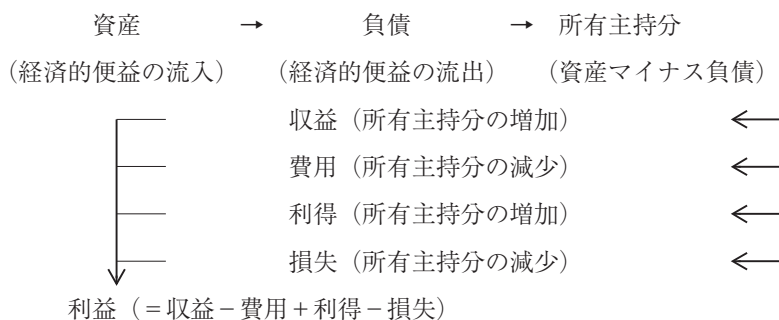 資産 → 負債 → 所有主持分
（経済的便益の流入） （経済的便益の流出） （資産マイナス負債）
収益（所有主持分の増加）
費用（所有主持分の減少）
利得（所有主持分の増加）
損失（所有主持分の減少）
利益（＝収益－費用＋利得－損失）